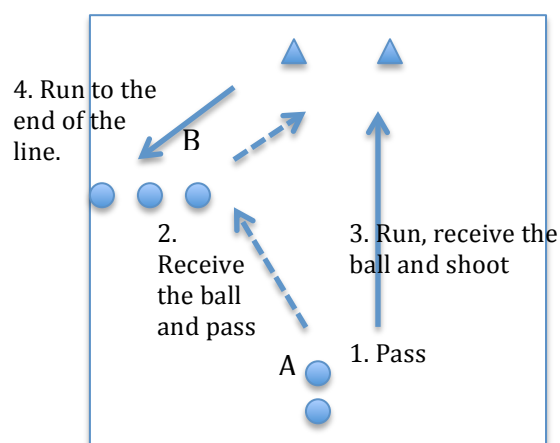 4. Run to the
end of the
line.
B
2.
Receive
the ball
and pass
3. Run, receive the
ball and shoot
A
1. Pass